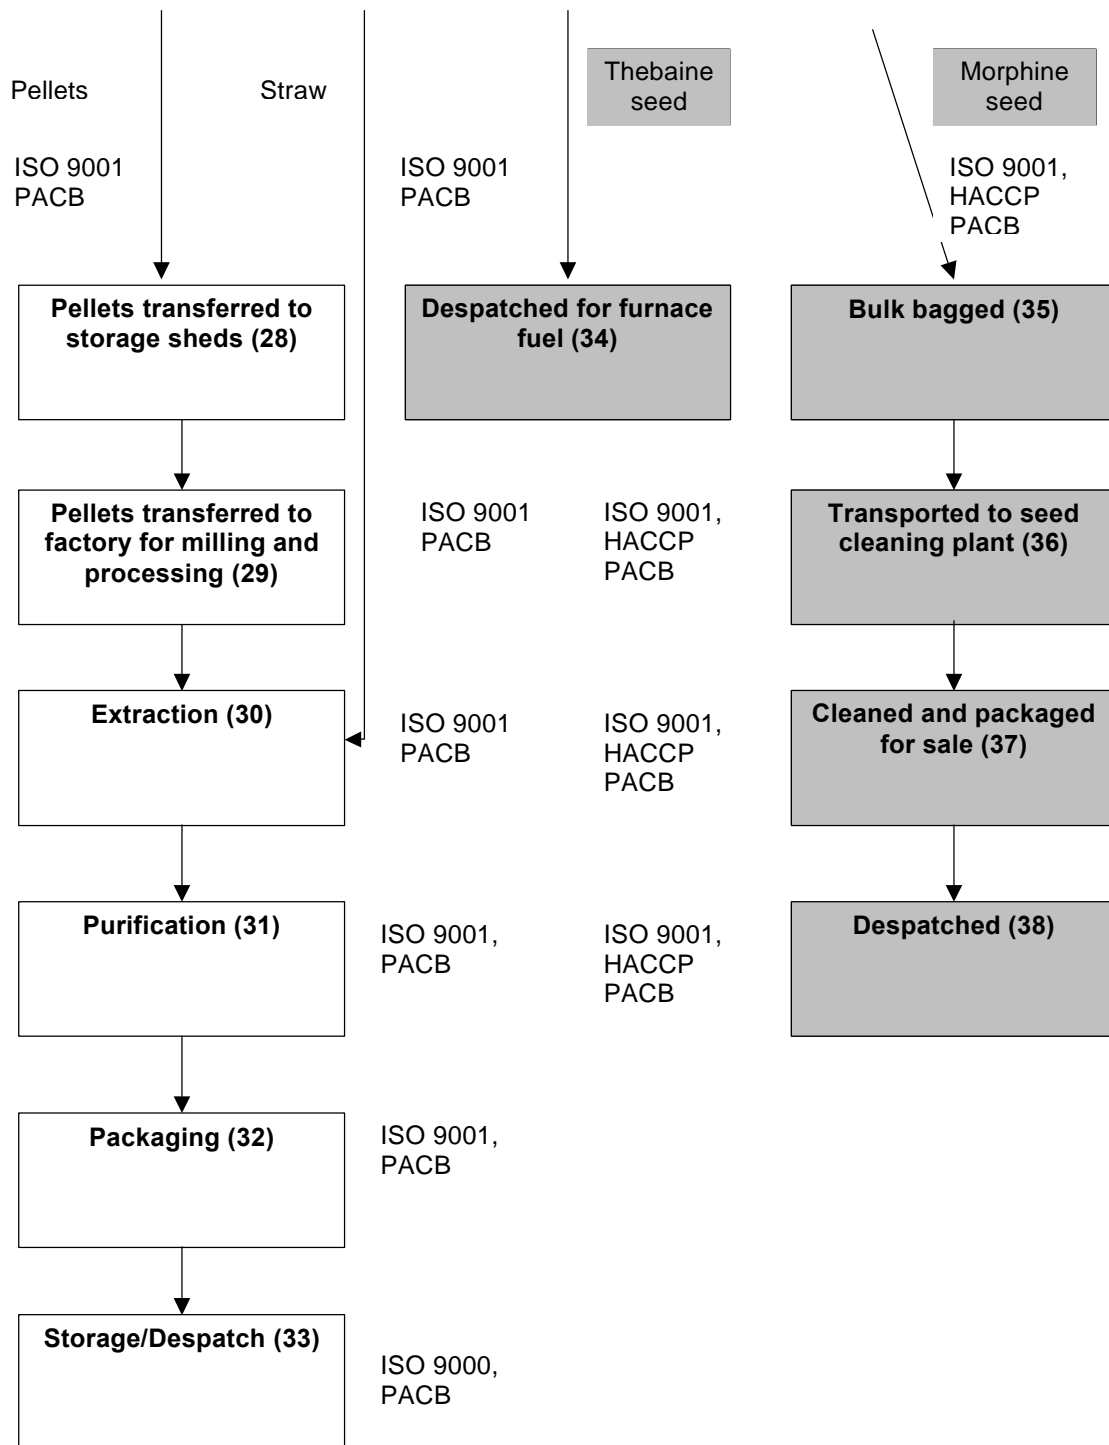 Pellets
Straw
Thebaine
seed
Morphine
seed
ISO 9001
PACB
ISO 9001
PACB
ISO 9001,
HACCP
PACB
Pellets transferred to
storage sheds (28)
Despatched for furnace
fuel (34)
Bulk bagged (35)
Pellets transferred to
factory for milling and
processing (29)
ISO 9001
PACB
ISO 9001,
HACCP
PACB
Transported to seed
cleaning plant (36)
Extraction (30)
ISO 9001
PACB
ISO 9001,
HACCP
PACB
Cleaned and packaged
for sale (37)
Purification (31)
ISO 9001,
PACB
ISO 9001,
HACCP
PACB
Despatched (38)
Packaging (32)
ISO 9001,
PACB
Storage/Despatch (33)
ISO 9000,
PACB